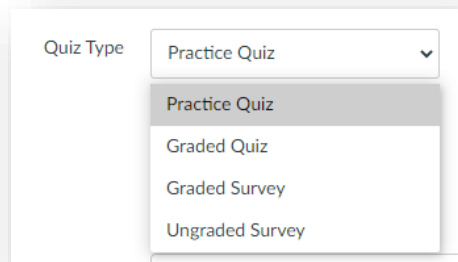 Quiz Type
Practice Quiz
Practice Quiz
Graded Quiz
Graded Survey
Ungraded Survey